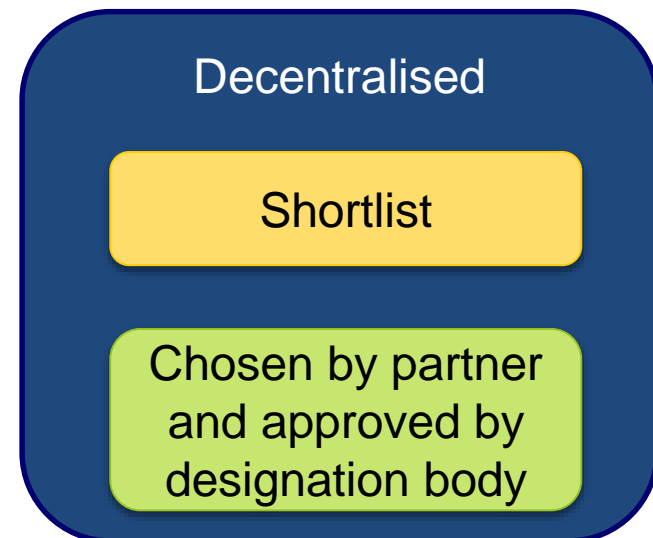 Decentralised
Shortlist
Chosen by partner
and approved by
designation body